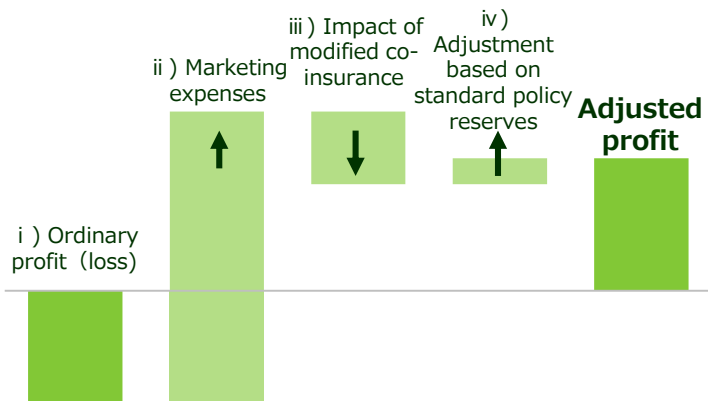 i ) Ordinary
profit（loss)
ii ) Marketing
expenses
iii ) Impact of
modified co-
insurance
iv )
Adjustment
based on
standard policy
reserves
Adjusted
profit